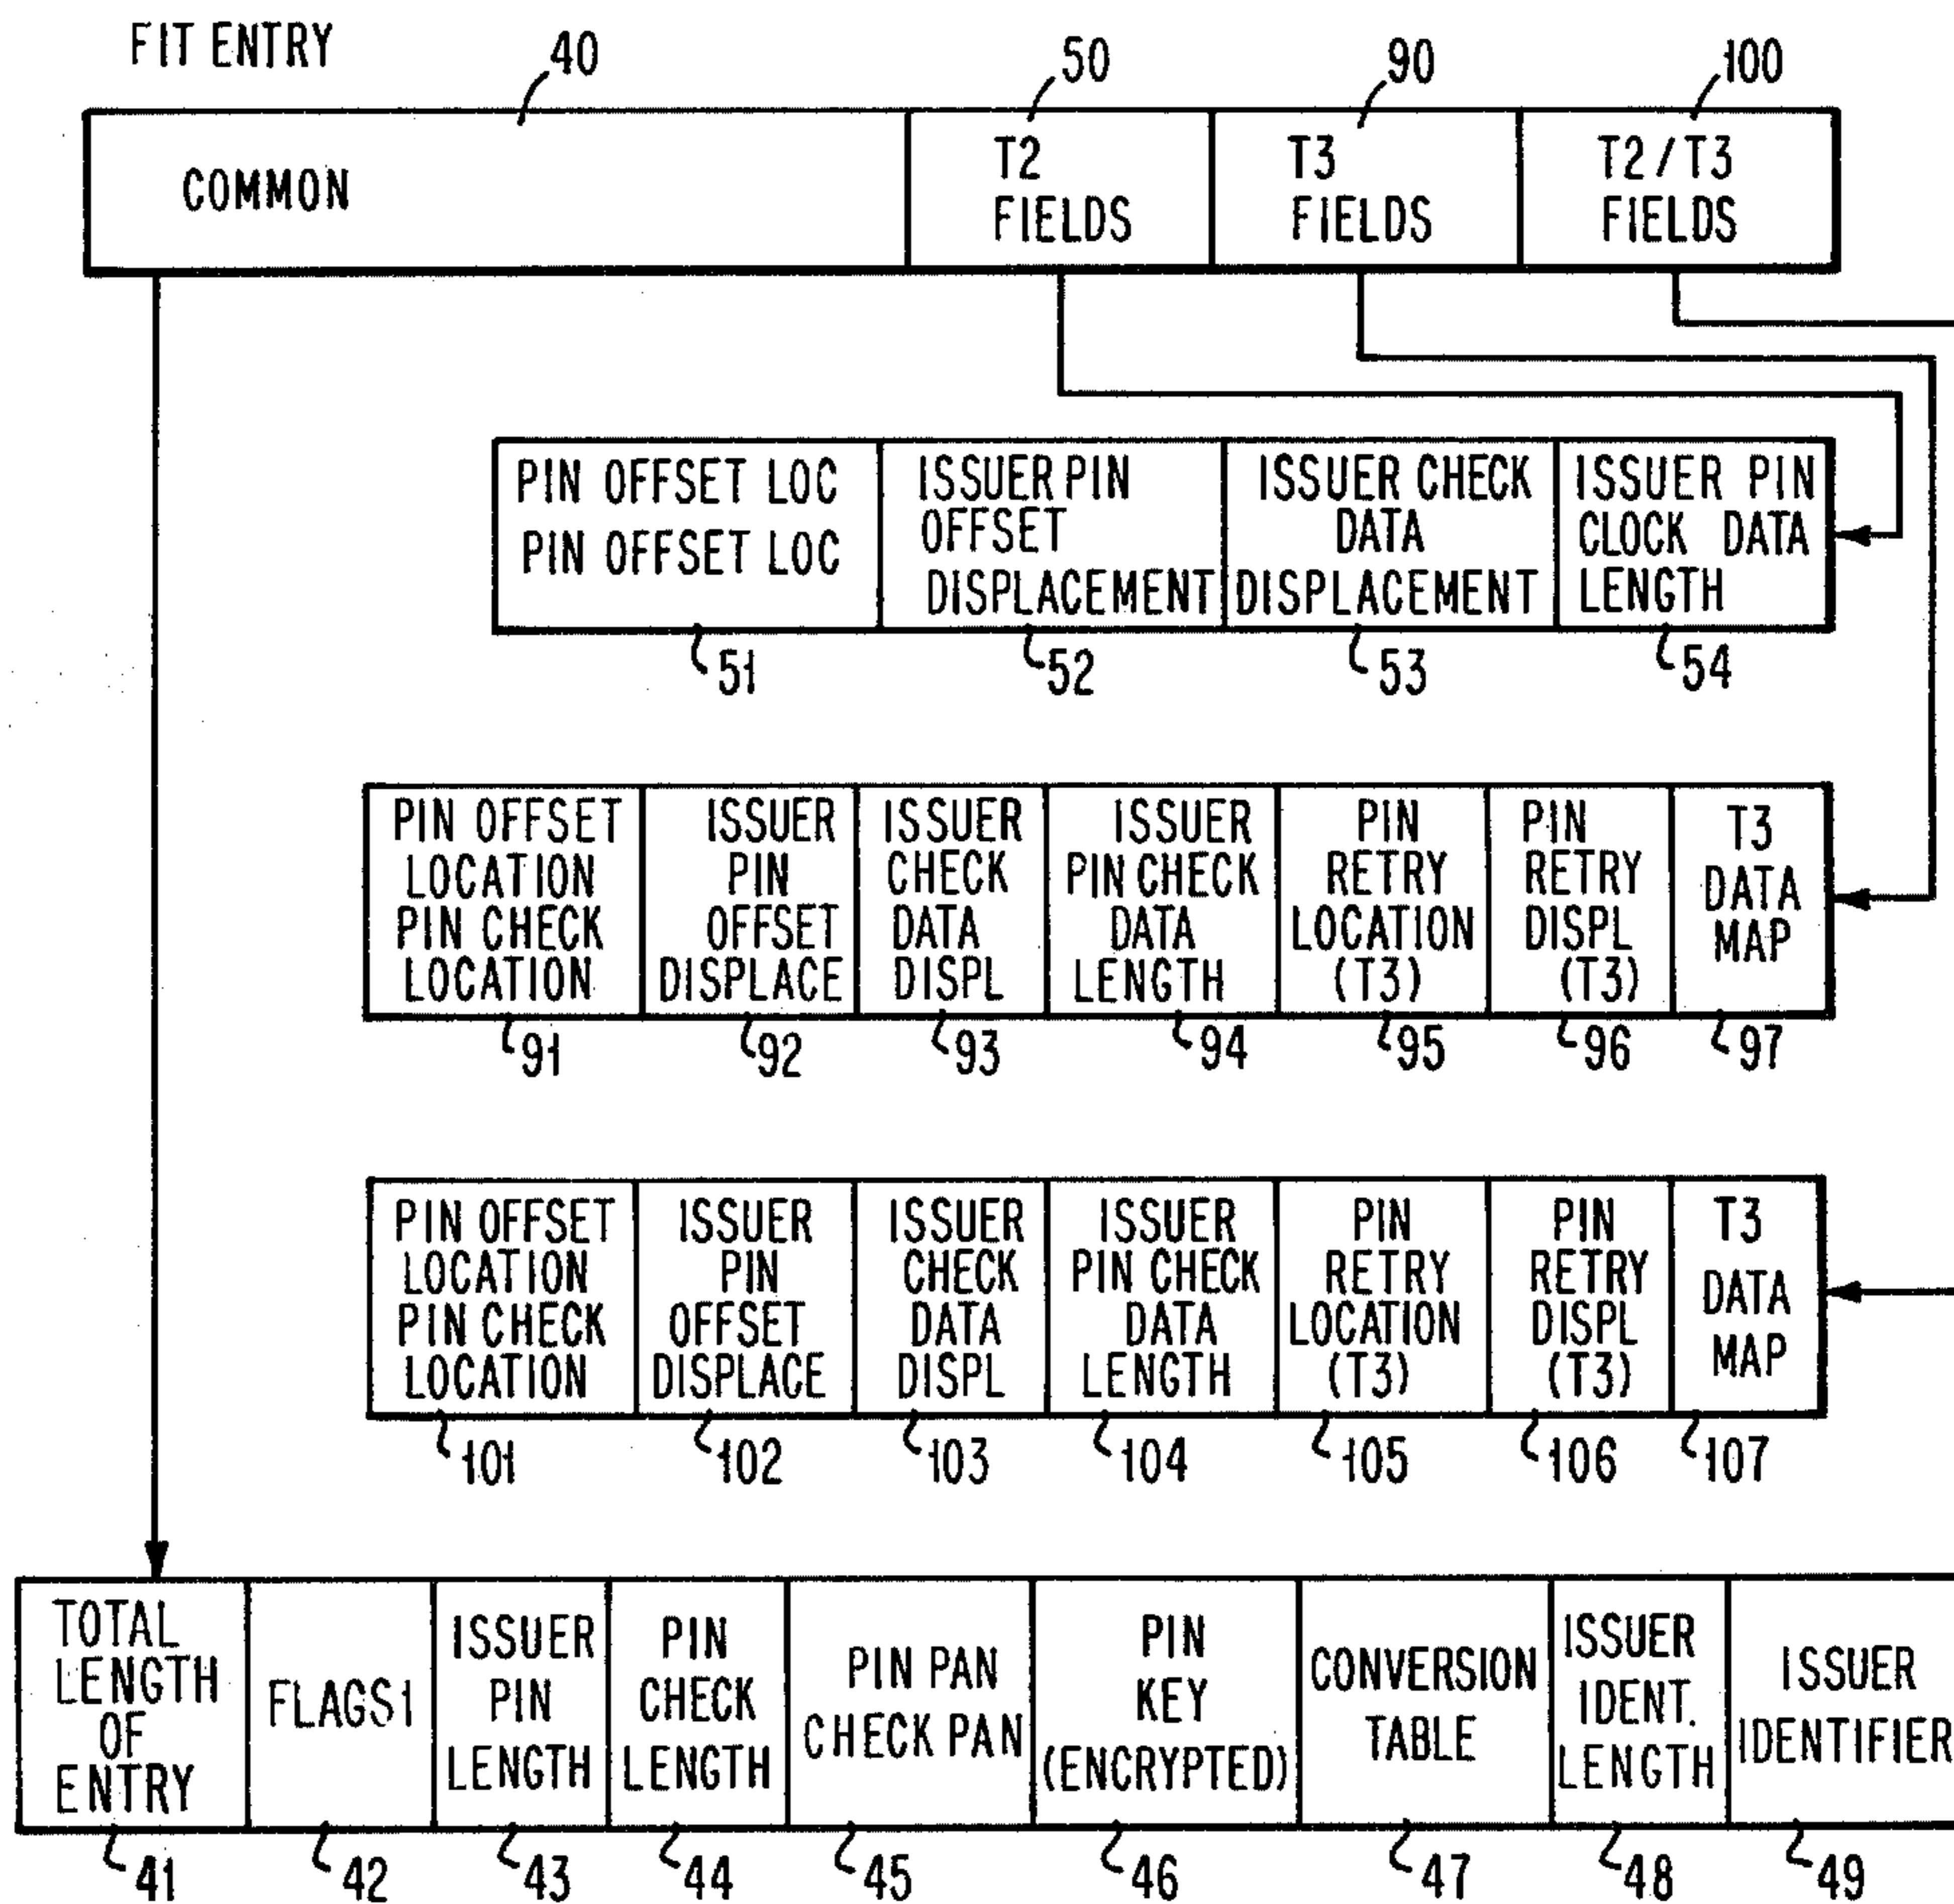 FIT ENTRY
40
50
90
100
COMMON
T2
FIELDS
T3
FIELDS
T2/T3
FIELDS
PIN OFFSET LOC
PIN OFFSET LOC
ISSUER PIN
OFFSET
DISPLACEMENT
ISSUER CHECK
DATA
DISPLACEMENT
ISSUER PIN
CLOCK DATA
LENGTH
51
52
53
54
PIN OFFSET
LOCATION
PIN CHECK
LOCATION
ISSUER
PIN
OFFSET
DISPLACE
ISSUER
CHECK
DATA
DISPL
ISSUER
PIN CHECK
DATA
LENGTH
PIN
RETRY
LOCATION
(T3)
PIN
RETRY
DISPL
(T3)
T3
DATA
MAP
91
92
93
94
95
96
97
PIN OFFSET
LOCATION
PIN CHECK
LOCATION
ISSUER
PIN
OFFSET
DISPLACE
ISSUER
CHECK
DATA
DISPL
ISSUER
PIN CHECK
DATA
LENGTH
PIN
RETRY
LOCATION
(T3)
PIN
RETRY
DISPL
(T3)
T3
DATA
MAP
101
102
103
104
105
106
107
TOTAL
LENGTH
OF
ENTRY
FLAGS1
ISSUER
PIN
LENGTH
PIN
CHECK
LENGTH
PIN PAN
CHECK PAN
PIN
KEY
(ENCRYPTED)
CONVERSION
TABLE
ISSUER
IDENT.
LENGTH
ISSUER
IDENTIFIER
41
42
43
44
45
46
47
48
49